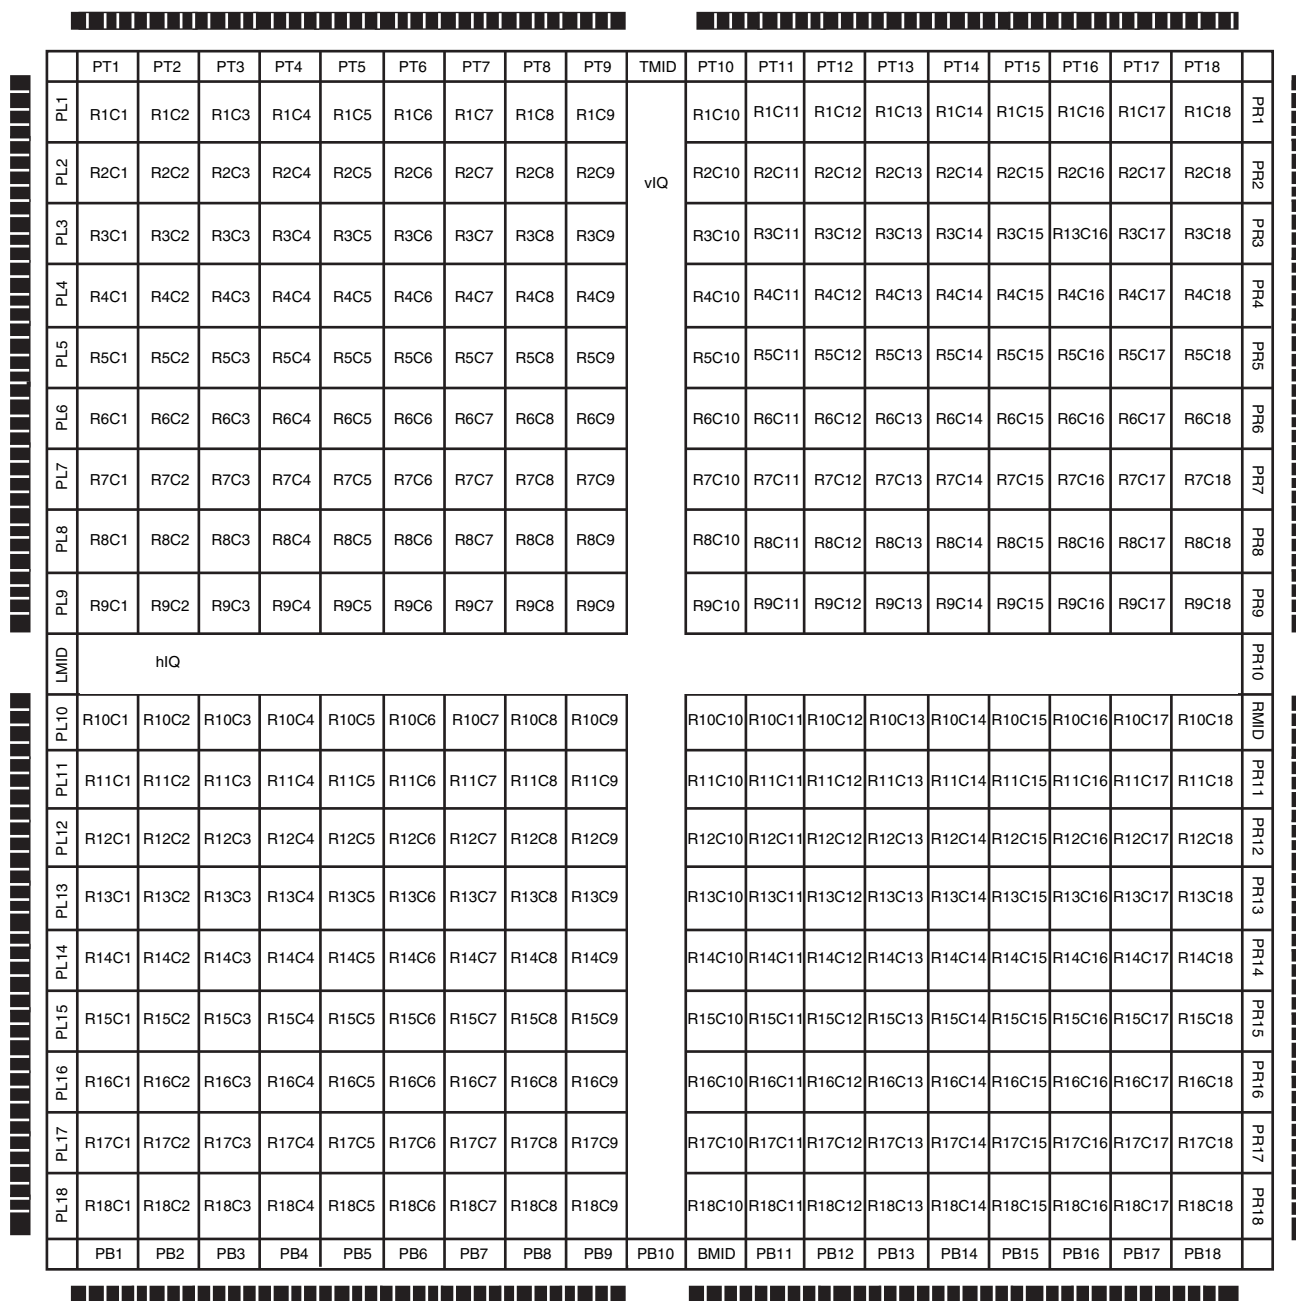 PT1 PT2 PT3 PT4 PT5 PT6 PT7 PT8 PT9 TMID PT10 PT11 PT12 PT13 PT14 PT15 PT16 PT17 PT18
PL1 R1C1 R1C2 R1C3 R1C4 R1C5 R1C6 R1C7 R1C8 R1C9 R1C10 R1C11 R1C12 R1C13 R1C14 R1C15 R1C16 R1C17 R1C18 PR1
PL2 R2C1 R2C2 R2C3 R2C4 R2C5 R2C6 R2C7 R2C8 R2C9 vIQ R2C10 R2C11 R2C12 R2C13 R2C14 R2C15 R2C16 R2C17 R2C18 PR2
PL3 R3C1 R3C2 R3C3 R3C4 R3C5 R3C6 R3C7 R3C8 R3C9 R3C10 R3C11 R3C12 R3C13 R3C14 R3C15 R13C16 R3C17 R3C18 PR3
PL4 R4C1 R4C2 R4C3 R4C4 R4C5 R4C6 R4C7 R4C8 R4C9 R4C10 R4C11 R4C12 R4C13 R4C14 R4C15 R4C16 R4C17 R4C18 PR4
PL5 R5C1 R5C2 R5C3 R5C4 R5C5 R5C6 R5C7 R5C8 R5C9 R5C10 R5C11 R5C12 R5C13 R5C14 R5C15 R5C16 R5C17 R5C18 PR5
PL6 R6C1 R6C2 R6C3 R6C4 R6C5 R6C6 R6C7 R6C8 R6C9 R6C10 R6C11 R6C12 R6C13 R6C14 R6C15 R6C16 R6C17 R6C18 PR6
PL7 R7C1 R7C2 R7C3 R7C4 R7C5 R7C6 R7C7 R7C8 R7C9 R7C10 R7C11 R7C12 R7C13 R7C14 R7C15 R7C16 R7C17 R7C18 PR7
PL8 R8C1 R8C2 R8C3 R8C4 R8C5 R8C6 R8C7 R8C8 R8C9 R8C10 R8C11 R8C12 R8C13 R8C14 R8C15 R8C16 R8C17 R8C18 PR8
PL9 R9C1 R9C2 R9C3 R9C4 R9C5 R9C6 R9C7 R9C8 R9C9 R9C10 R9C11 R9C12 R9C13 R9C14 R9C15 R9C16 R9C17 R9C18 PR9
LMID hIQ PR10
PL10 R10C1 R10C2 R10C3 R10C4 R10C5 R10C6 R10C7 R10C8 R10C9 R10C10 R10C11 R10C12 R10C13 R10C14 R10C15 R10C16 R10C17 R10C18 RMID
PL11 R11C1 R11C2 R11C3 R11C4 R11C5 R11C6 R11C7 R11C8 R11C9 R11C10 R11C11 R11C12 R11C13 R11C14 R11C15 R11C16 R11C17 R11C18 PR11
PL12 R12C1 R12C2 R12C3 R12C4 R12C5 R12C6 R12C7 R12C8 R12C9 R12C10 R12C11 R12C12 R12C13 R12C14 R12C15 R12C16 R12C17 R12C18 PR12
PL13 R13C1 R13C2 R13C3 R13C4 R13C5 R13C6 R13C7 R13C8 R13C9 R13C10 R13C11 R13C12 R13C13 R13C14 R13C15 R13C16 R13C17 R13C18 PR13
PL14 R14C1 R14C2 R14C3 R14C4 R14C5 R14C6 R14C7 R14C8 R14C9 R14C10 R14C11 R14C12 R14C13 R14C14 R14C15 R14C16 R14C17 R14C18 PR14
PL15 R15C1 R15C2 R15C3 R15C4 R15C5 R15C6 R15C7 R15C8 R15C9 R15C10 R15C11 R15C12 R15C13 R15C14 R15C15 R15C16 R15C17 R15C18 PR15
PL16 R16C1 R16C2 R16C3 R16C4 R16C5 R16C6 R16C7 R16C8 R16C9 R16C10 R16C11 R16C12 R16C13 R16C14 R16C15 R16C16 R16C17 R16C18 PR16
PL17 R17C1 R17C2 R17C3 R17C4 R17C5 R17C6 R17C7 R17C8 R17C9 R17C10 R17C11 R17C12 R17C13 R17C14 R17C15 R17C16 R17C17 R17C18 PR17
PL18 R18C1 R18C2 R18C3 R18C4 R18C5 R18C6 R18C7 R18C8 R18C9 R18C10 R18C11 R18C12 R18C13 R18C14 R18C15 R18C16 R18C17 R18C18 PR18
PB1 PB2 PB3 PB4 PB5 PB6 PB7 PB8 PB9 PB10 BMID PB11 PB12 PB13 PB14 PB15 PB16 PB17 PB18